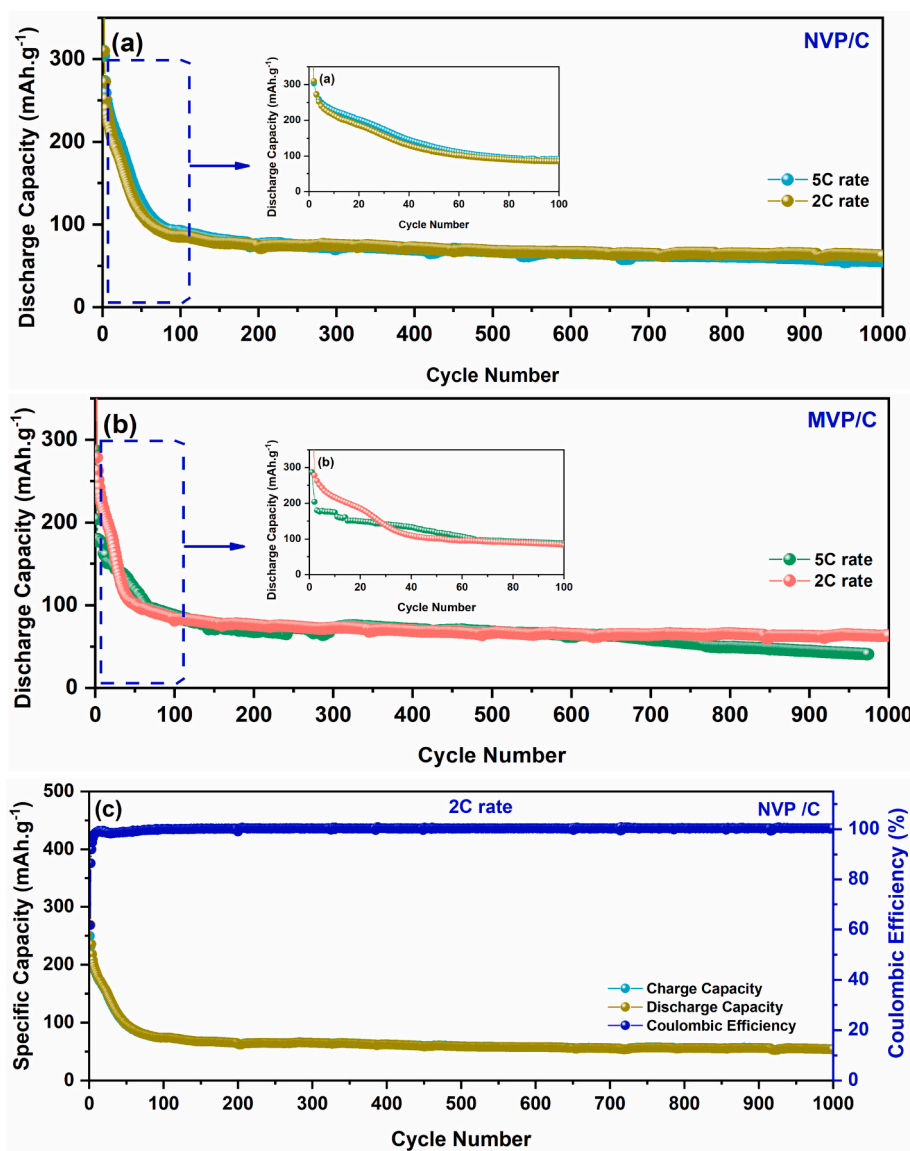 (a)
NVP/C
350
300
200
100
0
Discharge Capacity (mAh.g-1)
(a)
300
200
100
0
Discharge Capacity (mAh.g-1)
0 20 40 60 80 100
Cycle Number
5C rate
2C rate
0 100 200 300 400 500 600 700 800 900 1000
Cycle Number
(b)
MVP/C
300
200
100
0
Discharge Capacity (mAh.g-1)
(b)
350
300
200
100
0
Discharge Capacity (mAh.g-1)
0 20 40 60 80 100
Cycle Number
5C rate
2C rate
0 100 200 300 400 500 600 700 800 900 1000
Cycle Number
(c)
2C rate
NVP /C
500
400
300
200
100
0
Specific Capacity (mAh.g-1)
100
80
60
40
20
0
Coulombic Efficiency (%)
Charge Capacity
Discharge Capacity
Coulombic Efficiency
0 100 200 300 400 500 600 700 800 900 1000
Cycle Number